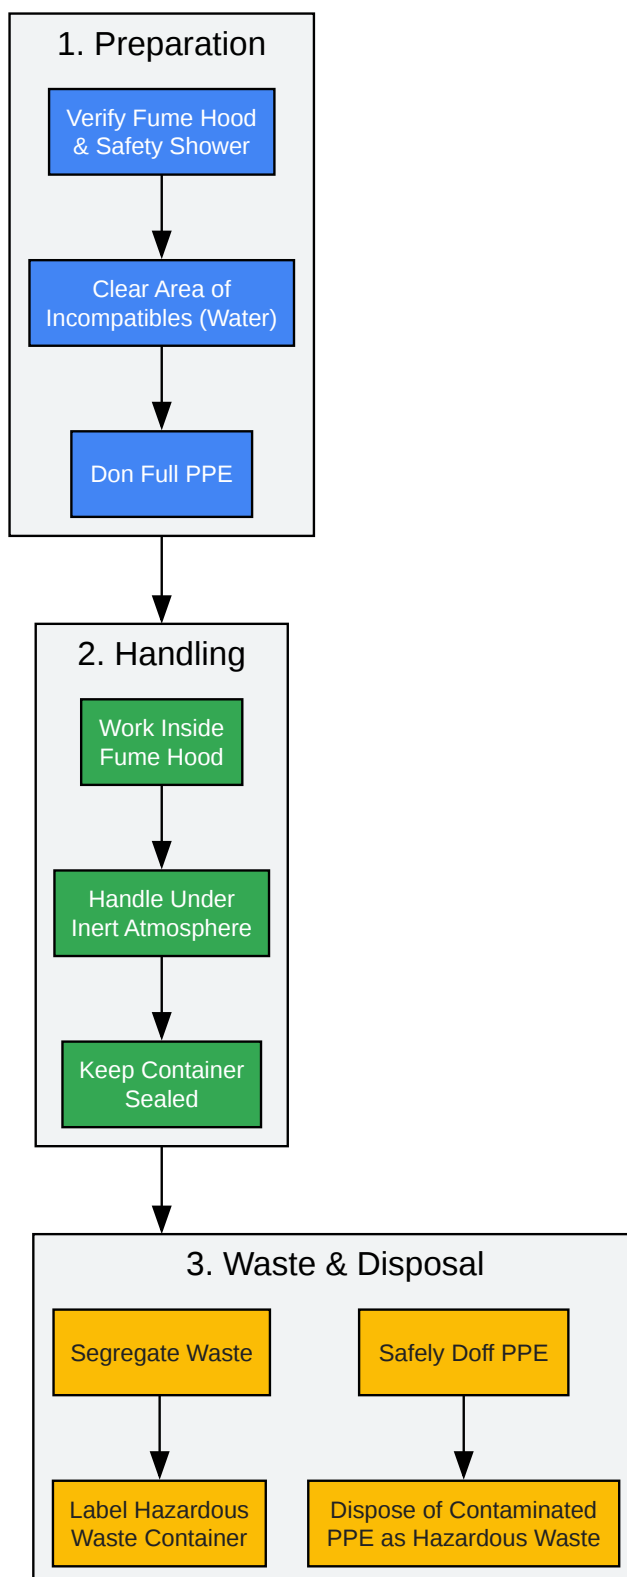 1. Preparation
Verify Fume Hood
& Safety Shower
Clear Area of
Incompatibles (Water)
Don Full PPE
2. Handling
Work Inside
Fume Hood
Handle Under
Inert Atmosphere
Keep Container
Sealed
3. Waste & Disposal
Segregate Waste
Label Hazardous
Waste Container
Safely Doff PPE
Dispose of Contaminated
PPE as Hazardous Waste